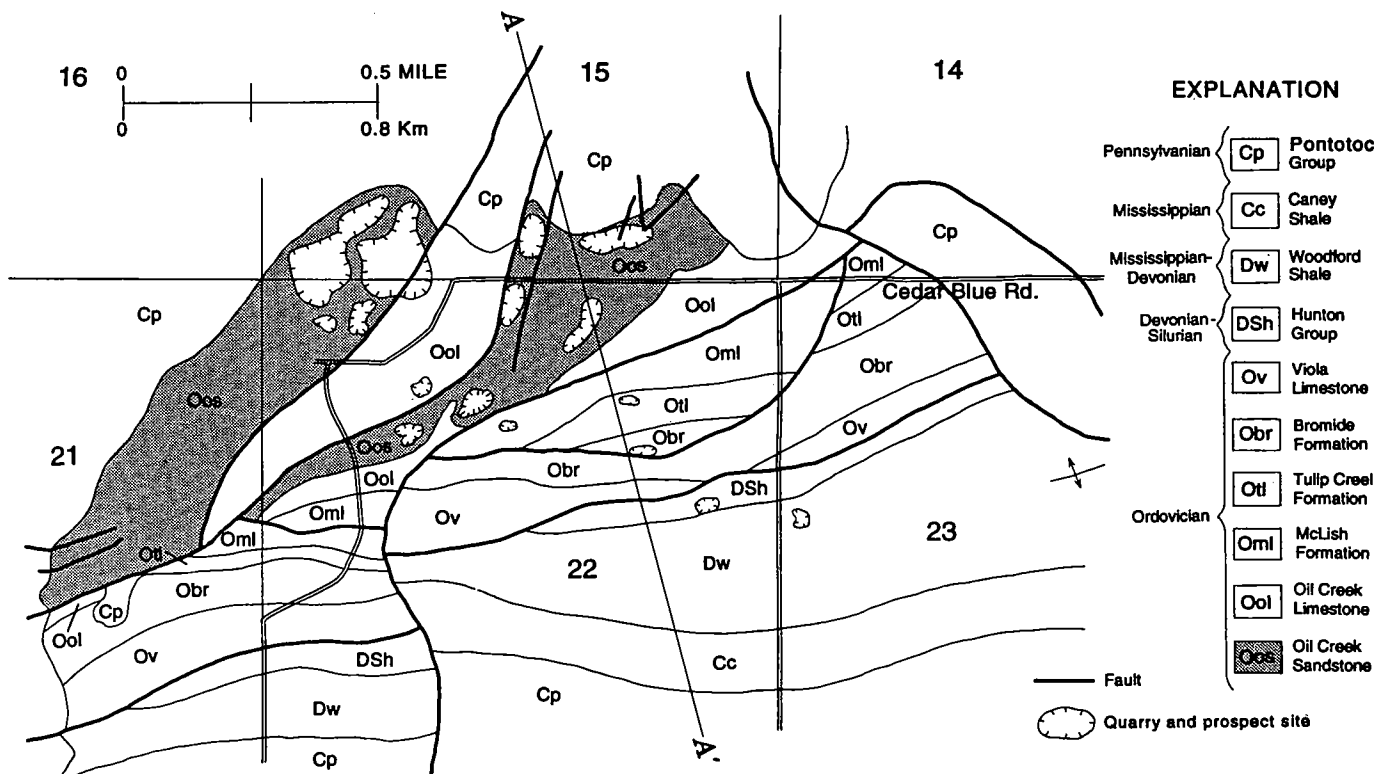 16
0
0.5 MILE
0
0.8 Km
A
15
14
EXPLANATION
Cp
Cp
Cp
Pennsylvanian
Cp
Pontotoc
Group
Mississippian
Cc
Caney
Shale
Mississippian-
Devonian
Dw
Woodford
Shale
Devonian-
Silurian
DSh
Hunton
Group
Ordovician
Ov
Viola
Limestone
Obr
Bromide
Formation
Otl
Tulip Creel
Formation
Oml
McLish
Formation
Ool
Oil Creek
Limestone
Oos
Oil Creek
Sandstone
Fault
Quarry and prospect site
Oos
Oml
Cedar Blue Rd.
Cp
Ool
Otl
Ool
Oml
Obr
Oos
Otl
Ov
Obr
21
Oos
Obr
Ool
DSh
Oml
Ov
Oml
23
Otl
22
Dw
Obr
Cp
Ool
Ov
DSh
Cc
Cp
Dw
A'
Cp